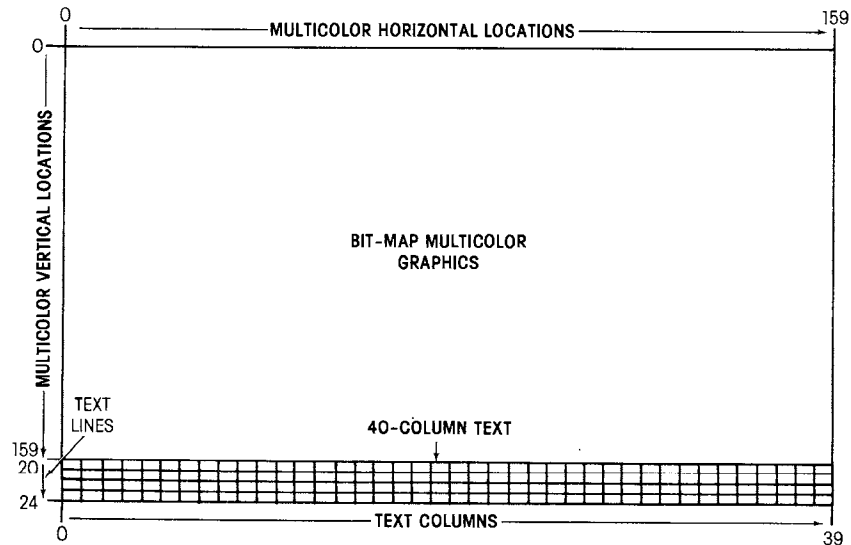 0
159
MULTICOLOR HORIZONTAL LOCATIONS
0
MULTICOLOR VERTICAL LOCATIONS
BIT-MAP MULTICOLOR
GRAPHICS
TEXT
LINES
40-COLUMN TEXT
159
20
24
TEXT COLUMNS
0
39